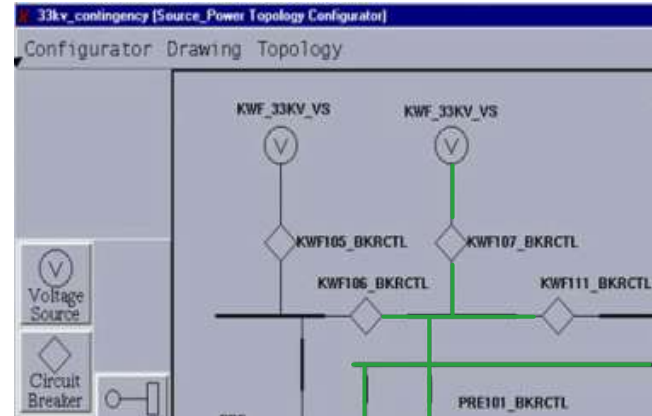 33kv_contingency [Source_Power Topology Configurator]
Configurator Drawing Topology
KWF_33KV_VS KWF_33KV_VS
V V
KWF105_BKRCTL KWF107_BKRCTL
V
KWF106_BKRCTL KWF111_BKRCTL
Voltage
Source
Circuit
Breaker
PRE101_BKRCTL